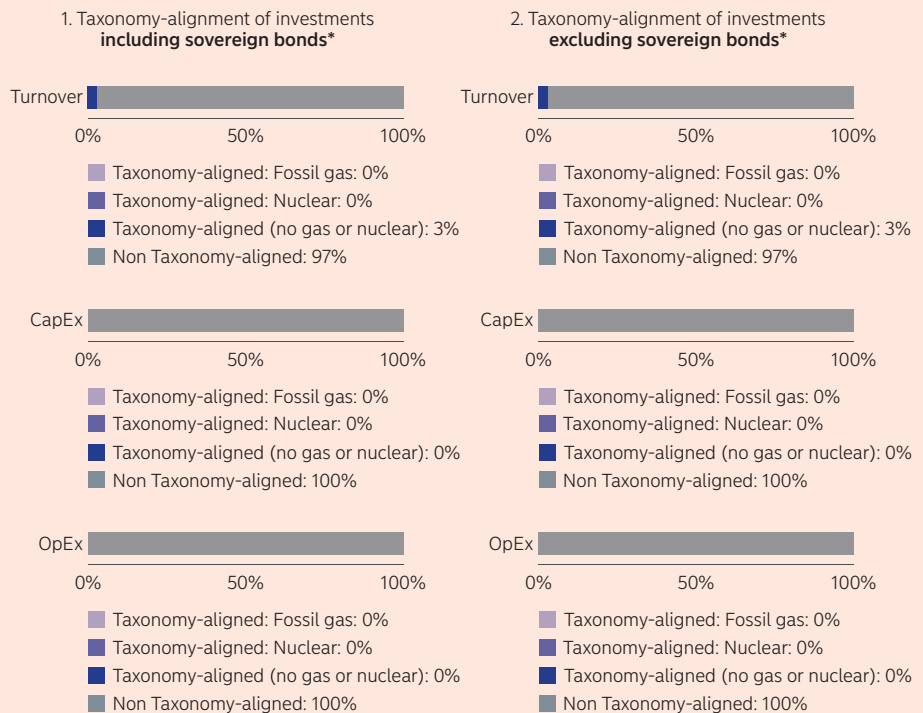 1. Taxonomy-alignment of investments
including sovereign bonds*
Turnover
0% 50% 100%
Taxonomy-aligned: Fossil gas: 0%
Taxonomy-aligned: Nuclear: 0%
Taxonomy-aligned (no gas or nuclear): 3%
Non Taxonomy-aligned: 97%
CapEx
0% 50% 100%
Taxonomy-aligned: Fossil gas: 0%
Taxonomy-aligned: Nuclear: 0%
Taxonomy-aligned (no gas or nuclear): 0%
Non Taxonomy-aligned: 100%
OpEx
0% 50% 100%
Taxonomy-aligned: Fossil gas: 0%
Taxonomy-aligned: Nuclear: 0%
Taxonomy-aligned (no gas or nuclear): 0%
Non Taxonomy-aligned: 100%
2. Taxonomy-alignment of investments
excluding sovereign bonds*
Turnover
0% 50% 100%
Taxonomy-aligned: Fossil gas: 0%
Taxonomy-aligned: Nuclear: 0%
Taxonomy-aligned (no gas or nuclear): 3%
Non Taxonomy-aligned: 97%
CapEx
0% 50% 100%
Taxonomy-aligned: Fossil gas: 0%
Taxonomy-aligned: Nuclear: 0%
Taxonomy-aligned (no gas or nuclear): 0%
Non Taxonomy-aligned: 100%
OpEx
0% 50% 100%
Taxonomy-aligned: Fossil gas: 0%
Taxonomy-aligned: Nuclear: 0%
Taxonomy-aligned (no gas or nuclear): 0%
Non Taxonomy-aligned: 100%